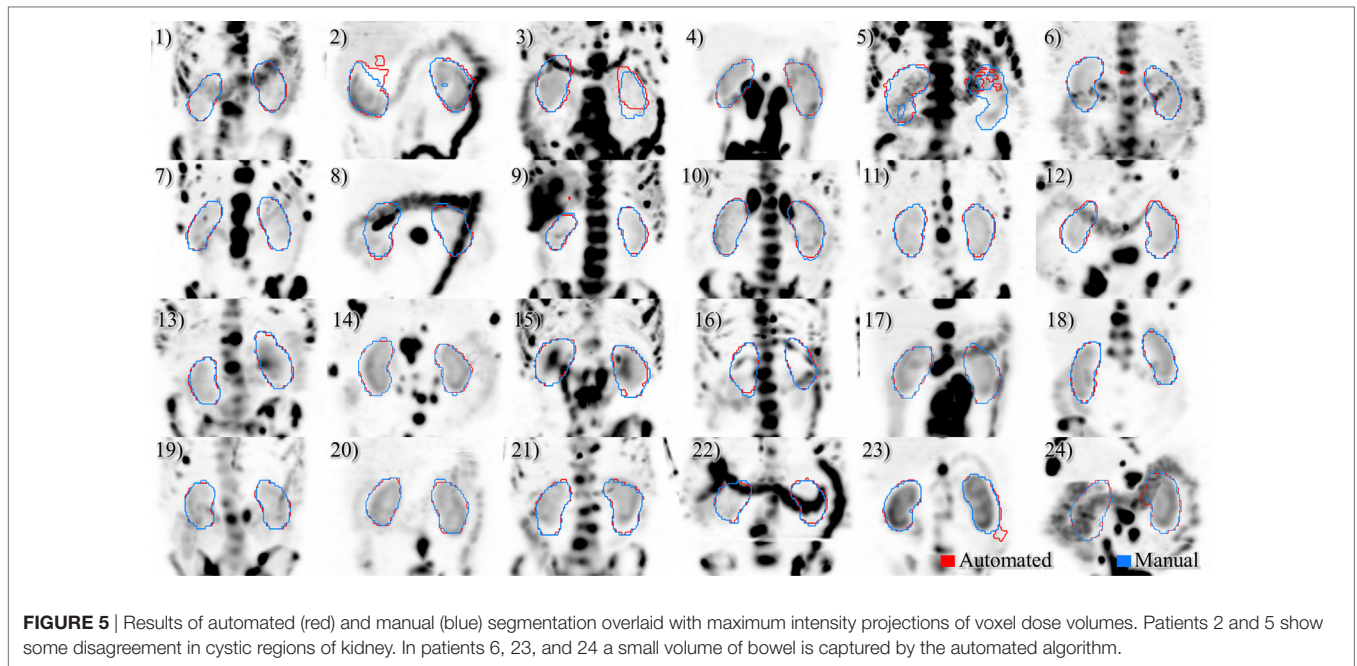 1) 2) 3) 4) 5) 6)
7) 8) 9) 10) 11) 12)
13) 14) 15) 16) 17) 18)
19) 20) 21) 22) 23) 24)
Automated Manual
FIGURE 5 | Results of automated (red) and manual (blue) segmentation overlaid with maximum intensity projections of voxel dose volumes. Patients 2 and 5 show
some disagreement in cystic regions of kidney. In patients 6, 23, and 24 a small volume of bowel is captured by the automated algorithm.